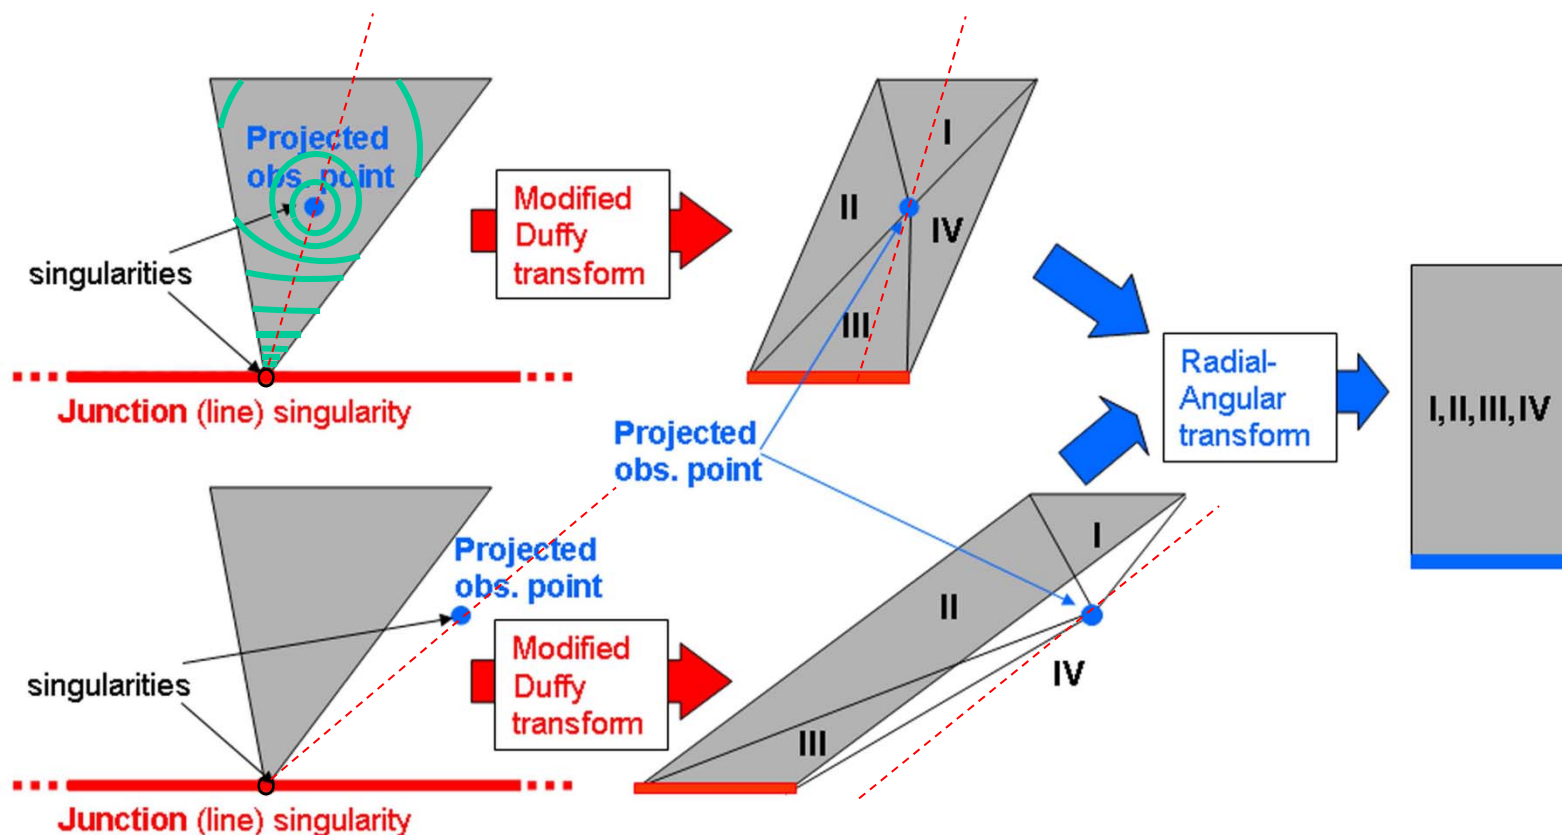 Projected
obs. point
singularities
Junction (line) singularity
Modified
Duffy
transform
I
II
IV
III
Projected
obs. point
Radial-
Angular
transform
I, II, III, IV
Projected
obs. point
singularities
Junction (line) singularity
Modified
Duffy
transform
I
II
IV
III